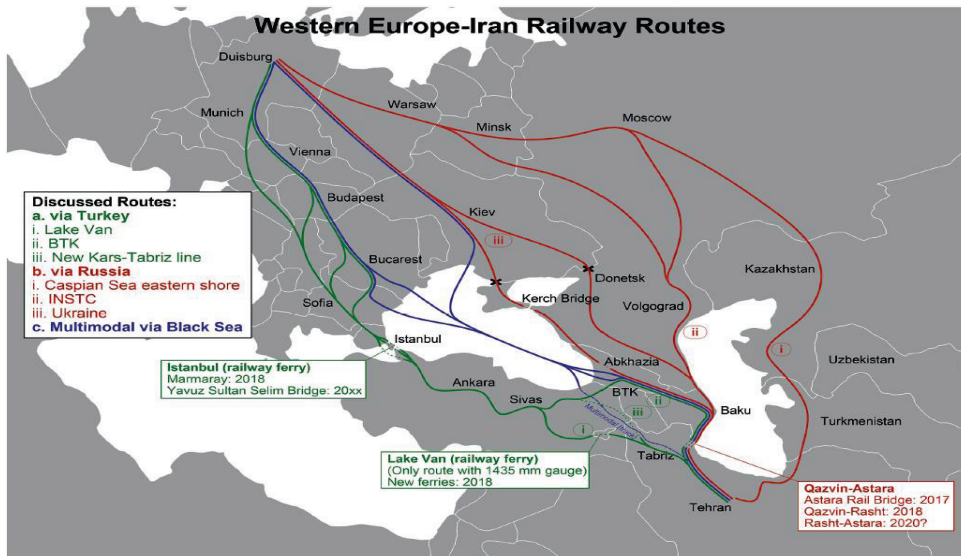 Western Europe-Iran Railway Routes
Duisburg
Warsaw
Munich
Minsk
Moscow
Vienna
Discussed Routes:
a. via Turkey
i. Lake Van
ii. BTK
iii. New Kars-Tabriz line
b. via Russia
i. Caspian Sea eastern shore
ii. INSTC
iii. Ukraine
c. Multimodal via Black Sea
Budapest
Kiev
iii
Bucarest
Donetsk
Kazakhstan
Kerch Bridge
Volgograd
Sofia
ii
i
Istanbul
Abkhazia
Uzbekistan
Istanbul (railway ferry)
Marmaray: 2018
Yavuz Sultan Selim Bridge: 20xx
Ankara
Sivas
BTK
ii
iii
Baku
Turkmenistan
i
Multimodal (truck)
Tabriz
Lake Van (railway ferry)
(Only route with 1435 mm gauge)
New ferries: 2018
Tehran
Qazvin-Astara
Astara Rail Bridge: 2017
Qazvin-Rasht: 2018
Rasht-Astara: 2020?